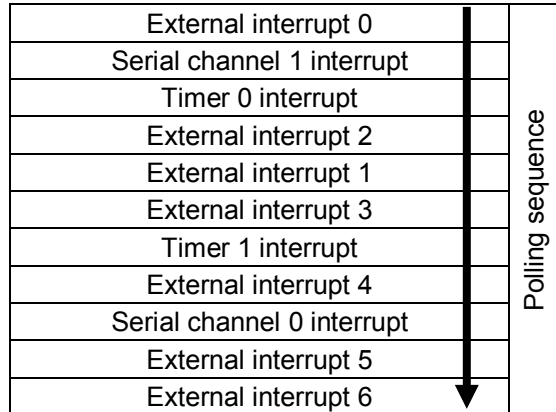 External interrupt 0
Serial channel 1 interrupt
Timer 0 interrupt
External interrupt 2
External interrupt 1
External interrupt 3
Timer 1 interrupt
External interrupt 4
Serial channel 0 interrupt
External interrupt 5
External interrupt 6
Polling sequence